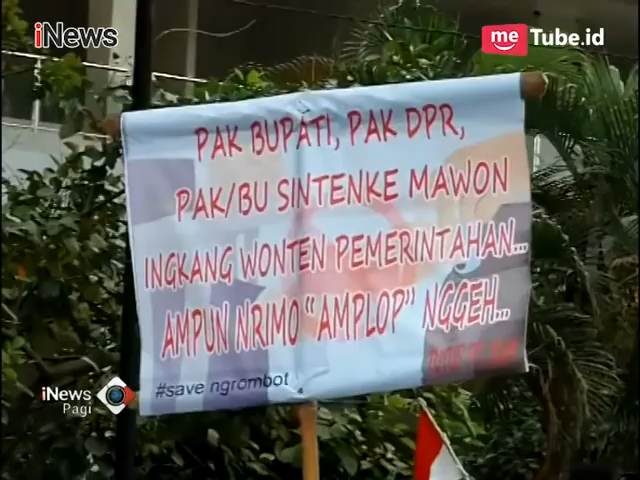 iNews
me Tube.id
PAK BUPATI, PAK DPR,
PAK/BU SINTENKE MAWON
INGKANG WONTEN PEMERINTAHAN...
AMPUN NRIMO "AMPLOP" NGGEH...
#save ngrombot
iNews
Pagi